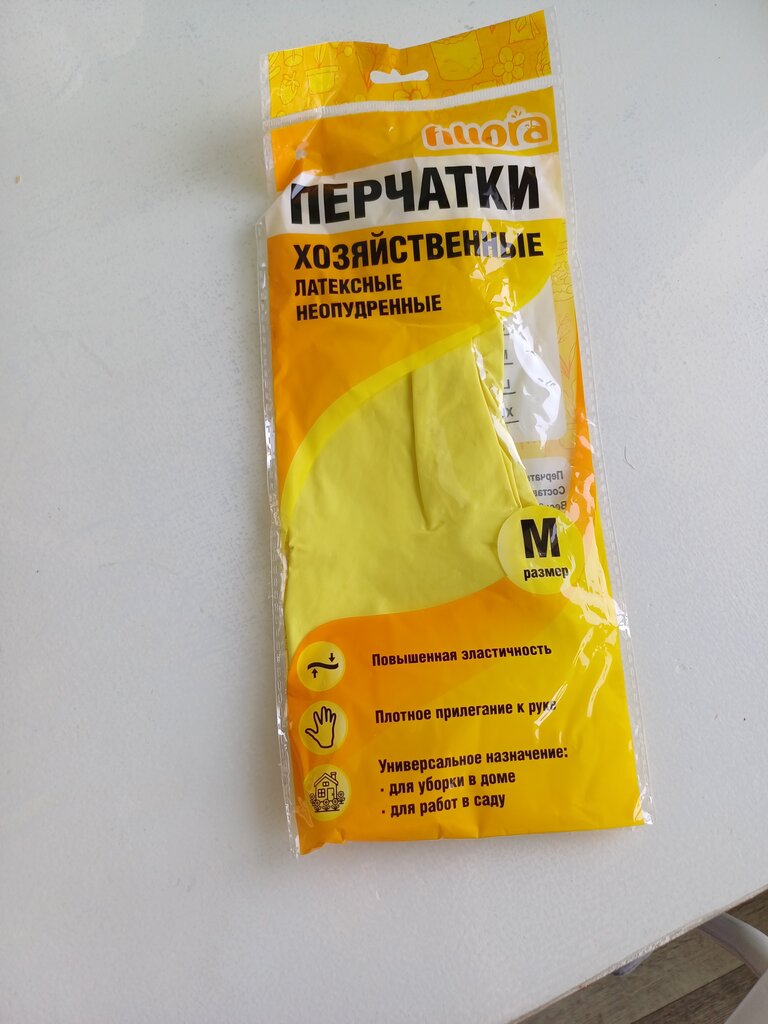 nuora
ПЕРЧАТКИ
ХОЗЯЙСТВЕННЫЕ
ЛАТЕКСНЫЕ
НЕОПУДРЕННЫЕ
M
размер
Повышенная эластичность
Плотное прилегание к руке
Универсальное назначение:
· для уборки в доме
· для работ в саду